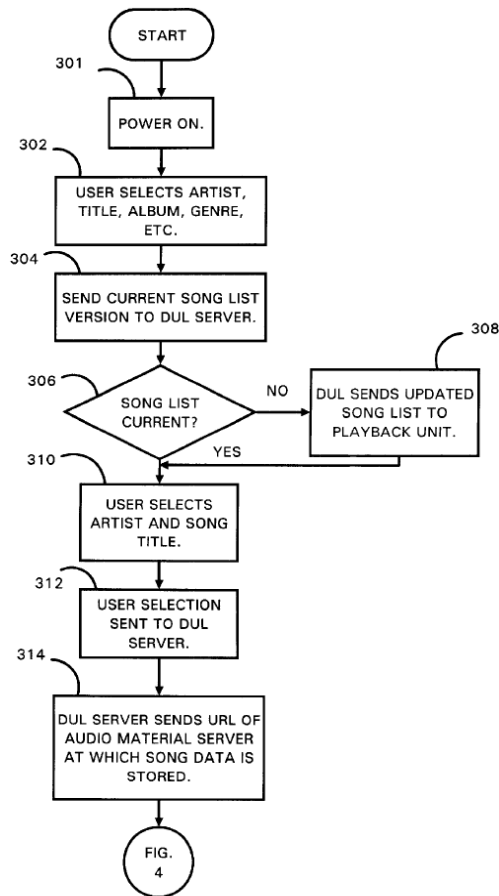 START
301
POWER ON.
302
USER SELECTS ARTIST,
TITLE, ALBUM, GENRE,
ETC.
304
SEND CURRENT SONG LIST
VERSION TO DUL SERVER.
306
SONG LIST
CURRENT?
NO
308
DUL SENDS UPDATED
SONG LIST TO
PLAYBACK UNIT.
YES
310
USER SELECTS
ARTIST AND SONG
TITLE.
312
USER SELECTION
SENT TO DUL
SERVER.
314
DUL SERVER SENDS URL OF
AUDIO MATERIAL SERVER
AT WHICH SONG DATA IS
STORED.
FIG.
4